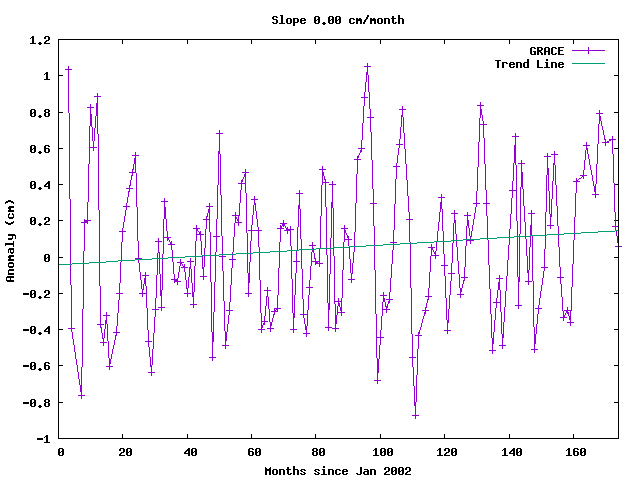 Slope 0.00 cm/month
GRACE
Trend Line
1.2
1
0.8
0.6
0.4
0.2
0
-0.2
-0.4
-0.6
-0.8
-1
Anomaly (cm)
0 20 40 60 80 100 120 140 160
Months since Jan 2002